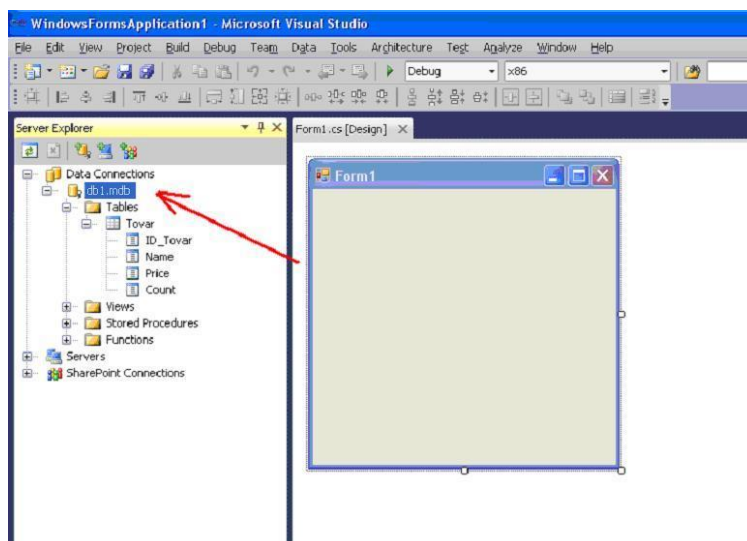 WindowsFormsApplication1 - Microsoft Visual Studio
File Edit View Project Build Debug Team Data Tools Architecture Test Analyze Window Help
Debug x86
Server Explorer
Form1.cs [Design]
Data Connections
db1.mdb
Tables
Tovar
ID_Tovar
Name
Price
Count
Views
Stored Procedures
Functions
Servers
SharePoint Connections
Form1